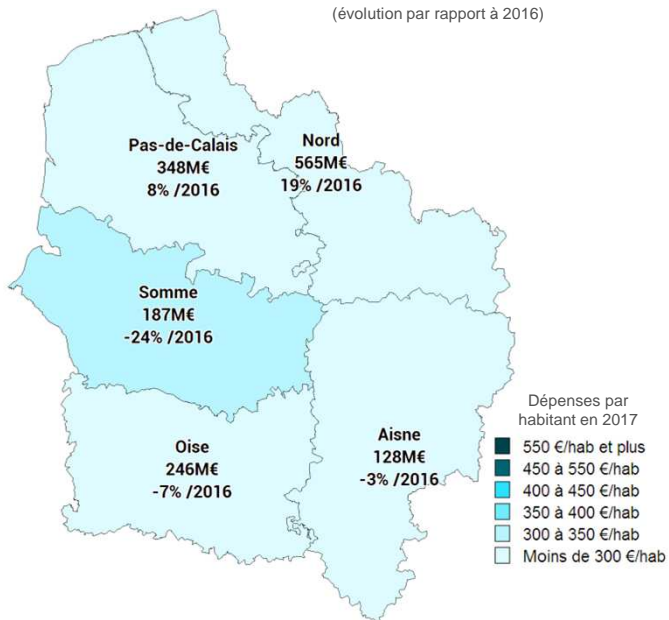 (évolution par rapport à 2016)
Pas-de-Calais
348M€
8% /2016
Nord
565M€
19% /2016
Somme
187M€
-24% /2016
Oise
246M€
-7% /2016
Aisne
128M€
-3% /2016
Dépenses par
habitant en 2017
550 €/hab et plus
450 à 550 €/hab
400 à 450 €/hab
350 à 400 €/hab
300 à 350 €/hab
Moins de 300 €/hab